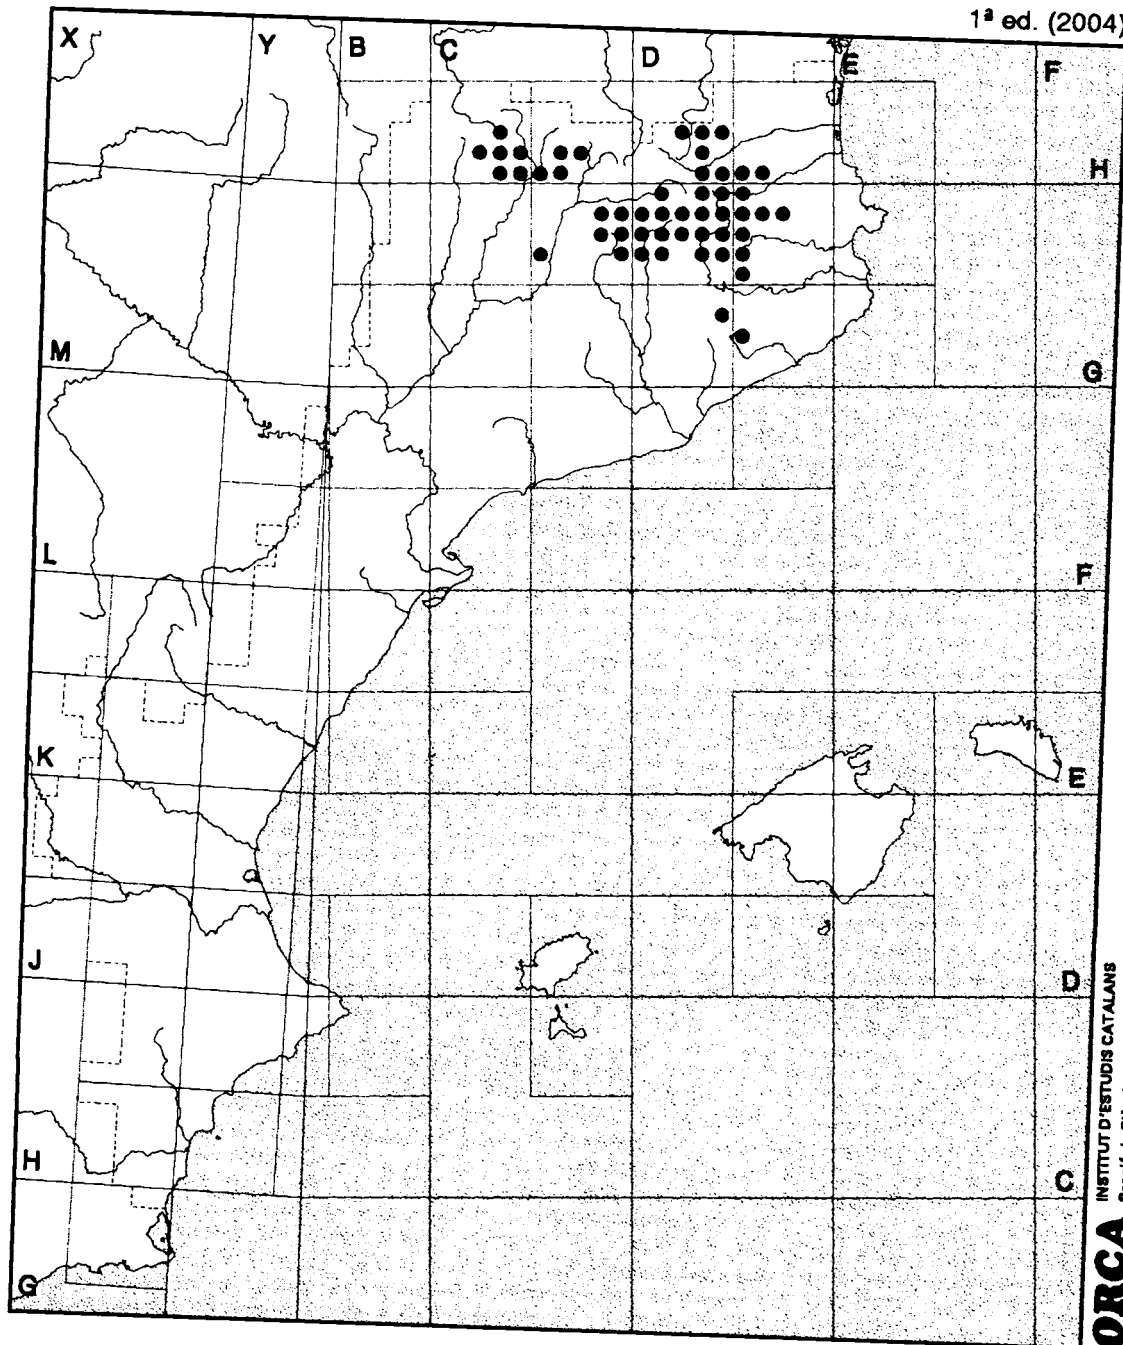 1ª ed. (2004)
X Y B C D E F
H
M G
L F
K E
J D
H C
G
ORCA INSTITUT D'ESTUDIS CATALANS